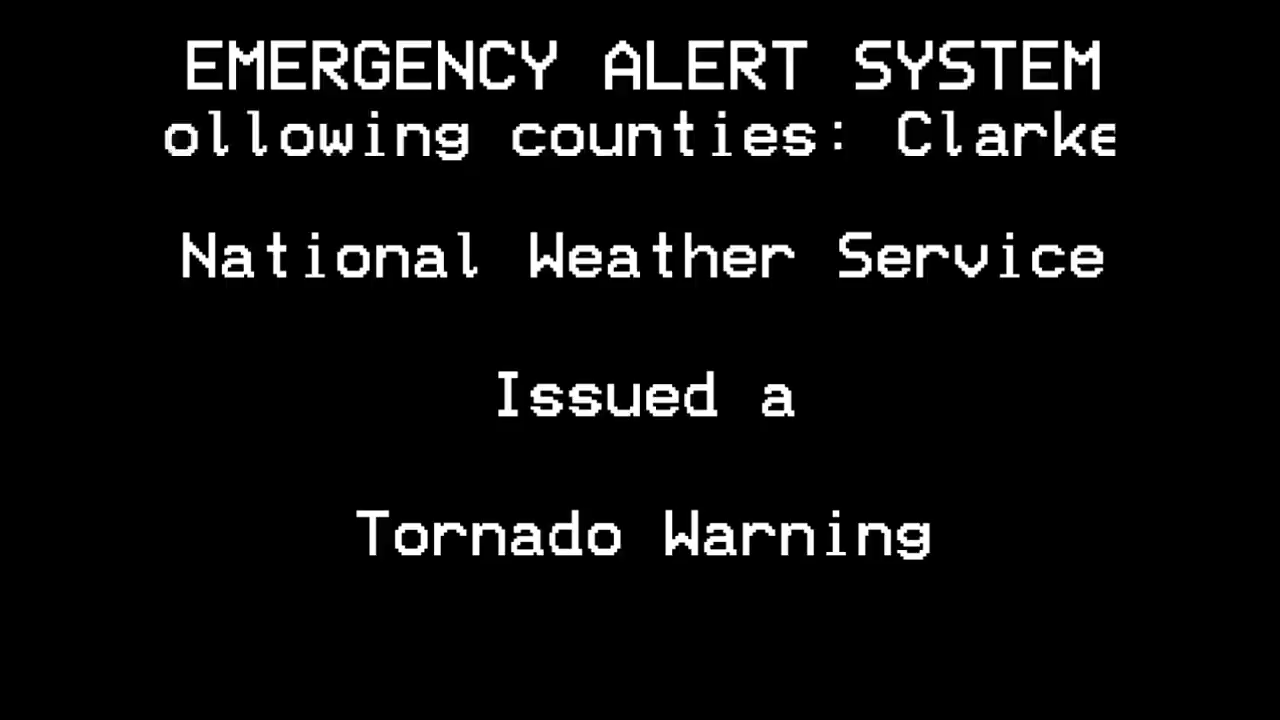 EMERGENCY ALERT SYSTEM
ollowing counties: Clarke
National Weather Service
Issued a
Tornado Warning